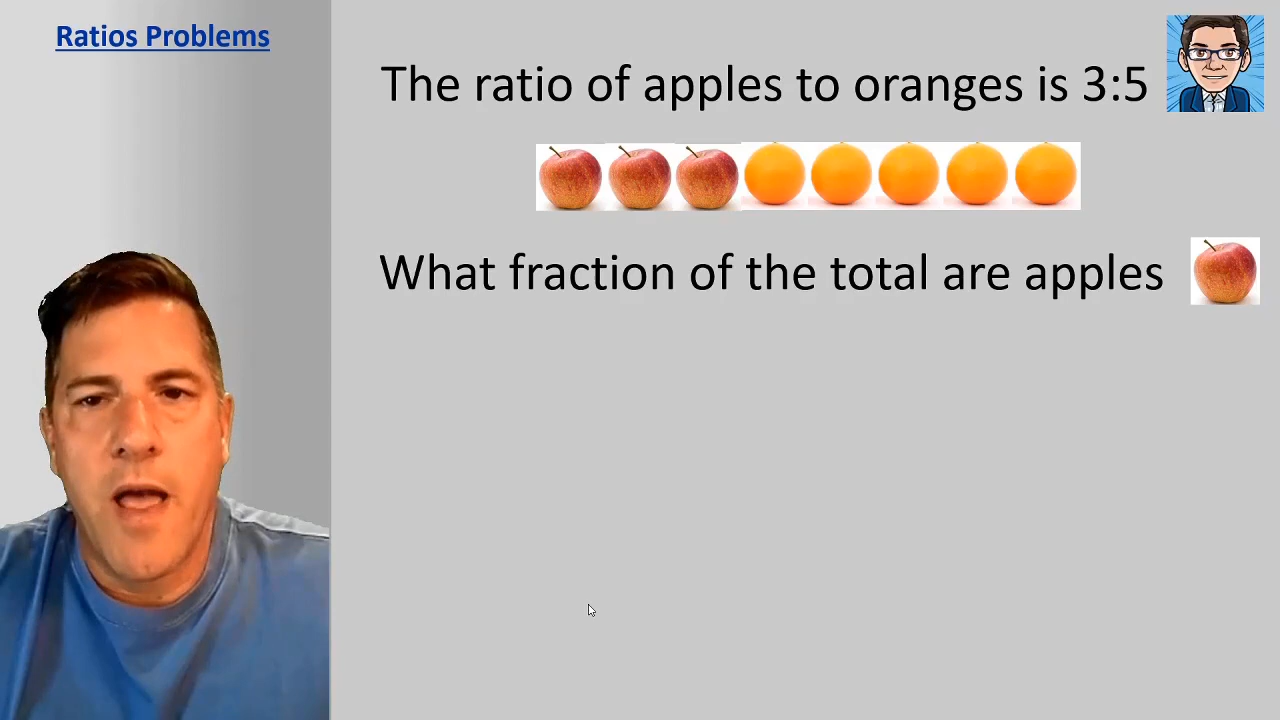 Ratios Problems
The ratio of apples to oranges is 3:5
What fraction of the total are apples